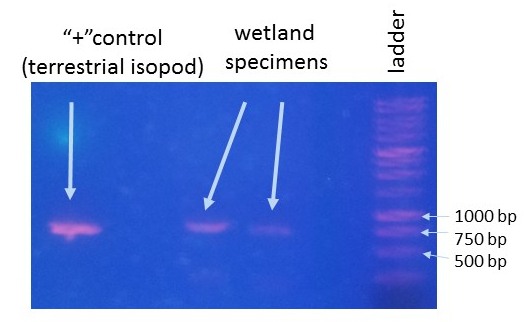 “+”control
(terrestrial isopod)
wetland
specimens
ladder
1000 bp
750 bp
500 bp